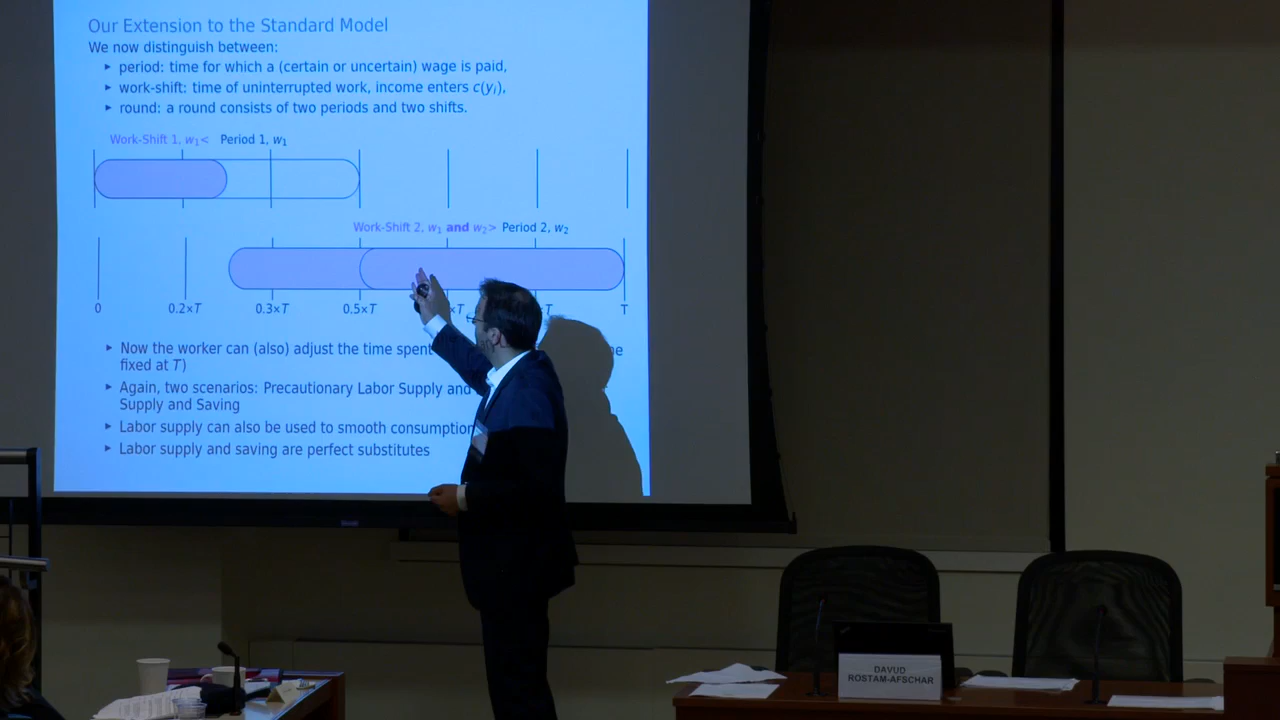 Our Extension to the Standard Model
We now distinguish between:
▸ period: time for which a (certain or uncertain) wage is paid,
▸ work-shift: time of uninterrupted work, income enters c(yᵢ),
▸ round: a round consists of two periods and two shifts.
Work-Shift 1, w₁< Period 1, w₁
Work-Shift 2, w₁ and w₂> Period 2, w₂
0 0.2×T 0.3×T 0.5×T ×T T T
▸ Now the worker can (also) adjust the time spent
fixed at T)
▸ Again, two scenarios: Precautionary Labor Supply and
Supply and Saving
▸ Labor supply can also be used to smooth consumption
▸ Labor supply and saving are perfect substitutes
DAVUD
ROSTAM-AFSCHAR